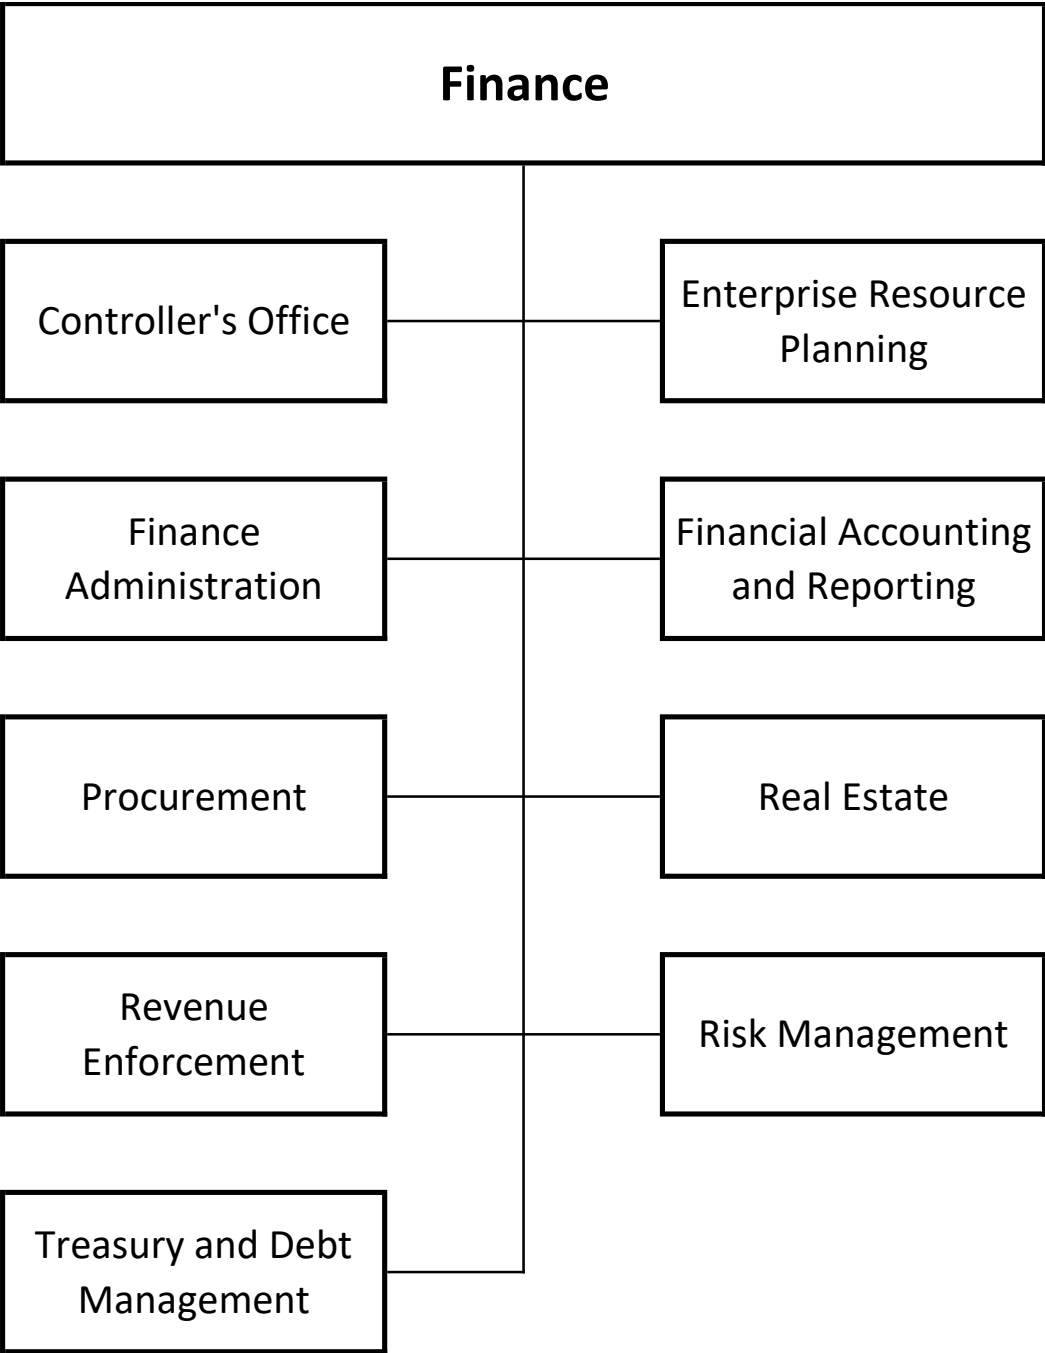 Finance
Controller's Office
Enterprise Resource
Planning
Finance
Administration
Financial Accounting
and Reporting
Procurement
Real Estate
Revenue
Enforcement
Risk Management
Treasury and Debt
Management